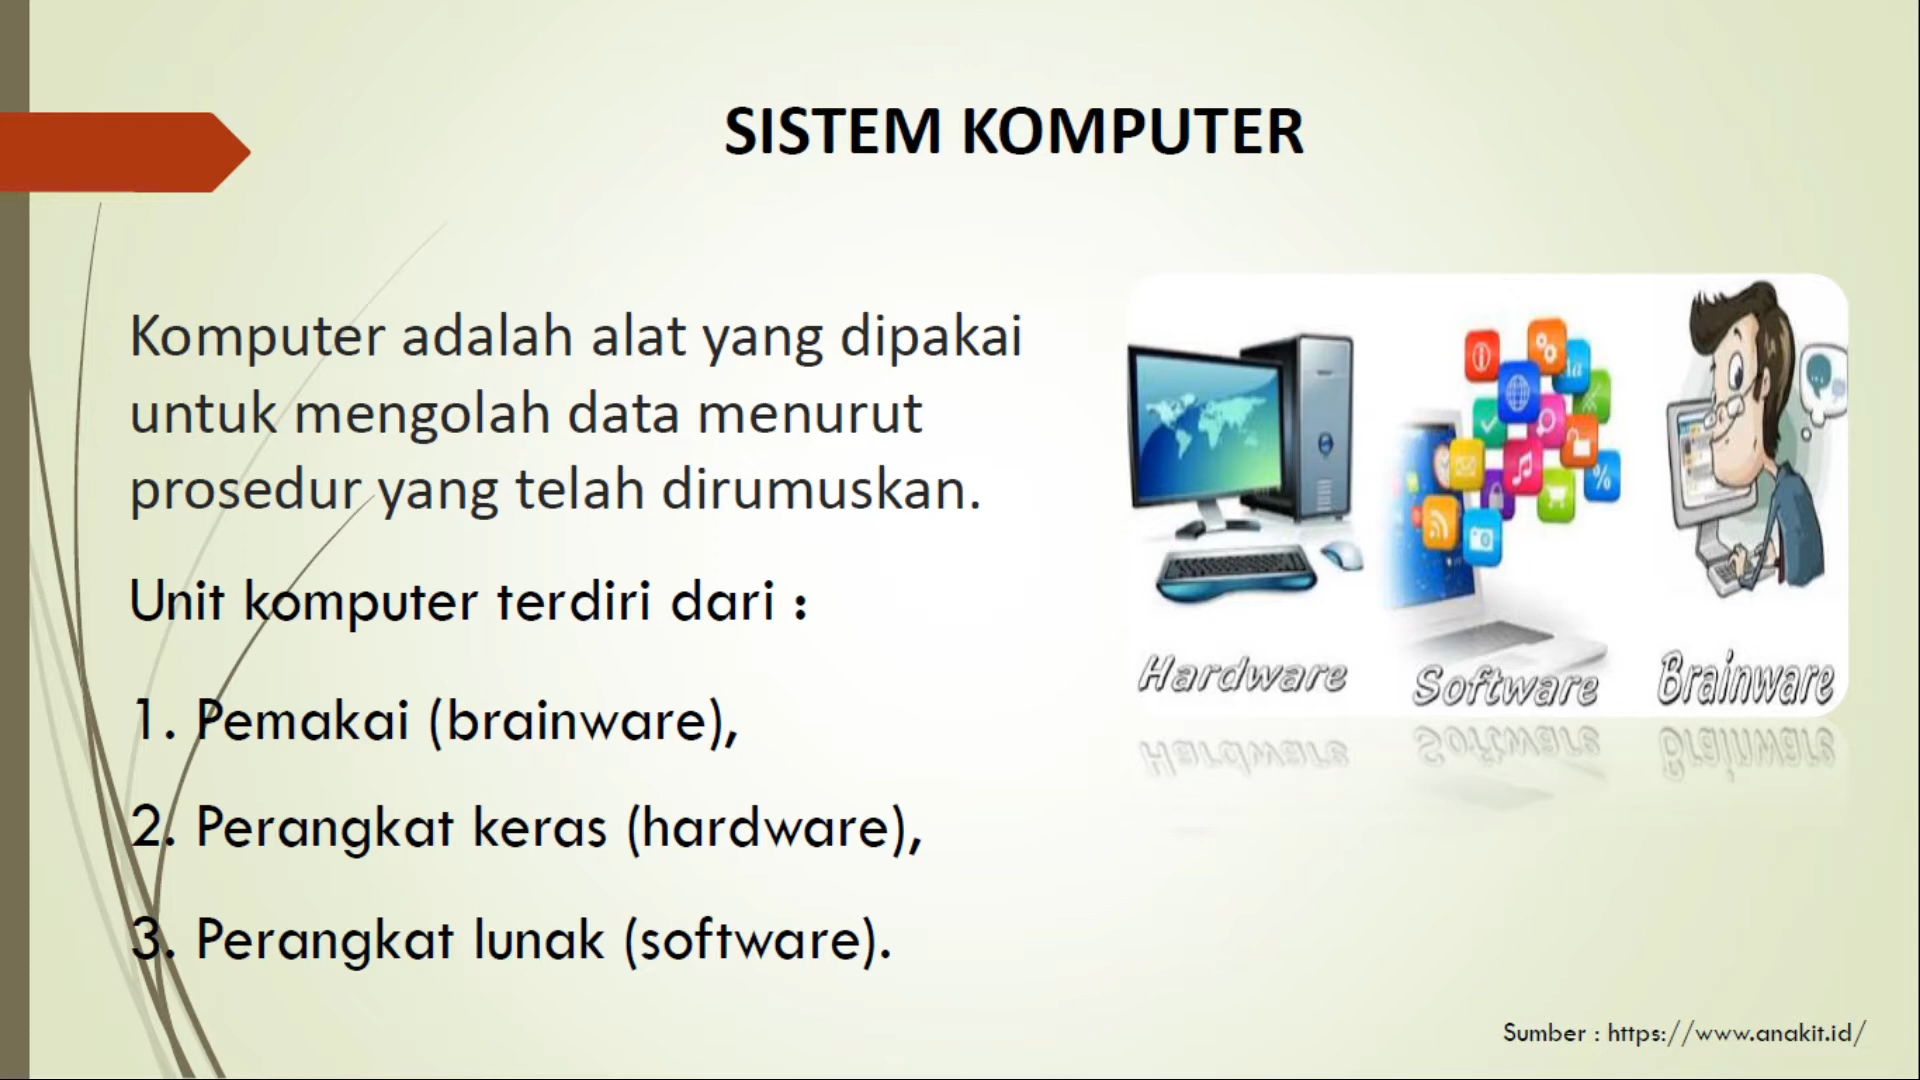 SISTEM KOMPUTER
Komputer adalah alat yang dipakai
untuk mengolah data menurut
prosedur yang telah dirumuskan.
Unit komputer terdiri dari :
1. Pemakai (brainware),
2. Perangkat keras (hardware),
3. Perangkat lunak (software).
Hardware
Software
Brainware
Sumber : https://www.anakit.id/